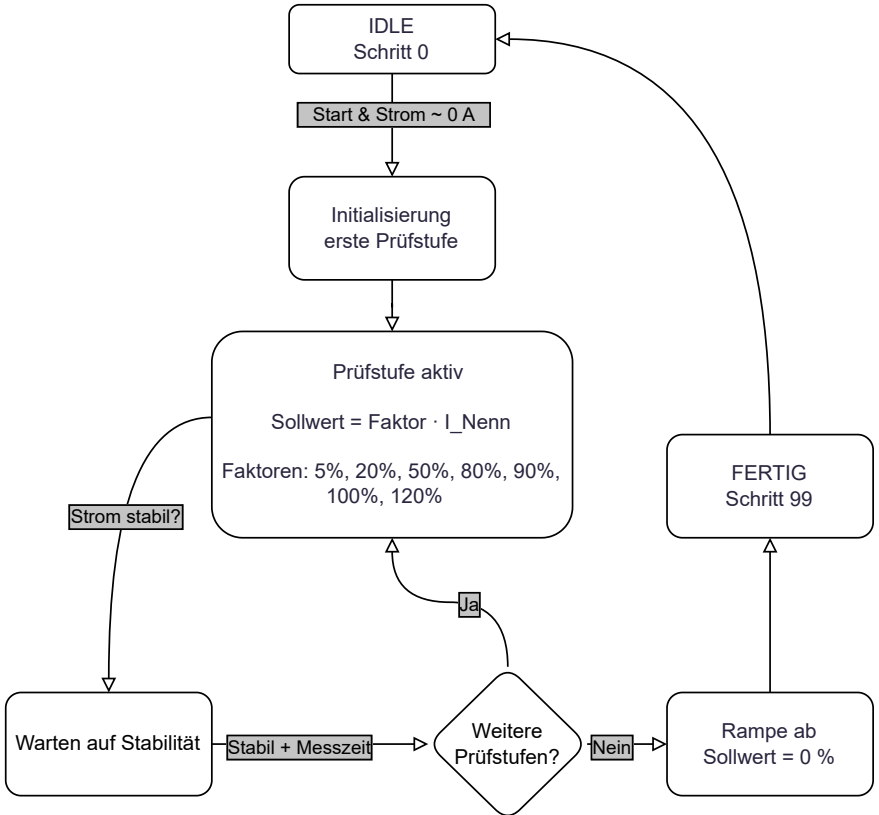 IDLE
Schritt 0
Start & Strom ~ 0 A
Initialisierung
erste Prüfstufe
Prüfstufe aktiv
Sollwert = Faktor · I_Nenn
Faktoren: 5%, 20%, 50%, 80%, 90%,
100%, 120%
Strom stabil?
FERTIG
Schritt 99
Ja
Warten auf Stabilität
Stabil + Messzeit
Weitere
Prüfstufen?
Nein
Rampe ab
Sollwert = 0 %